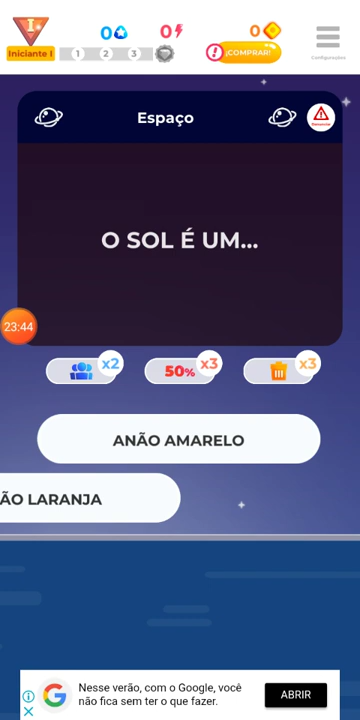 I
Iniciante I
1 2 3
0
0
0
¡COMPRAR!
Configurações
Espaço
O SOL É UM...
23:44
x2
50% x3
x3
ANÃO AMARELO
ÃO LARANJA
Nesse verão, com o Google, você
não fica sem ter o que fazer.
ABRIR